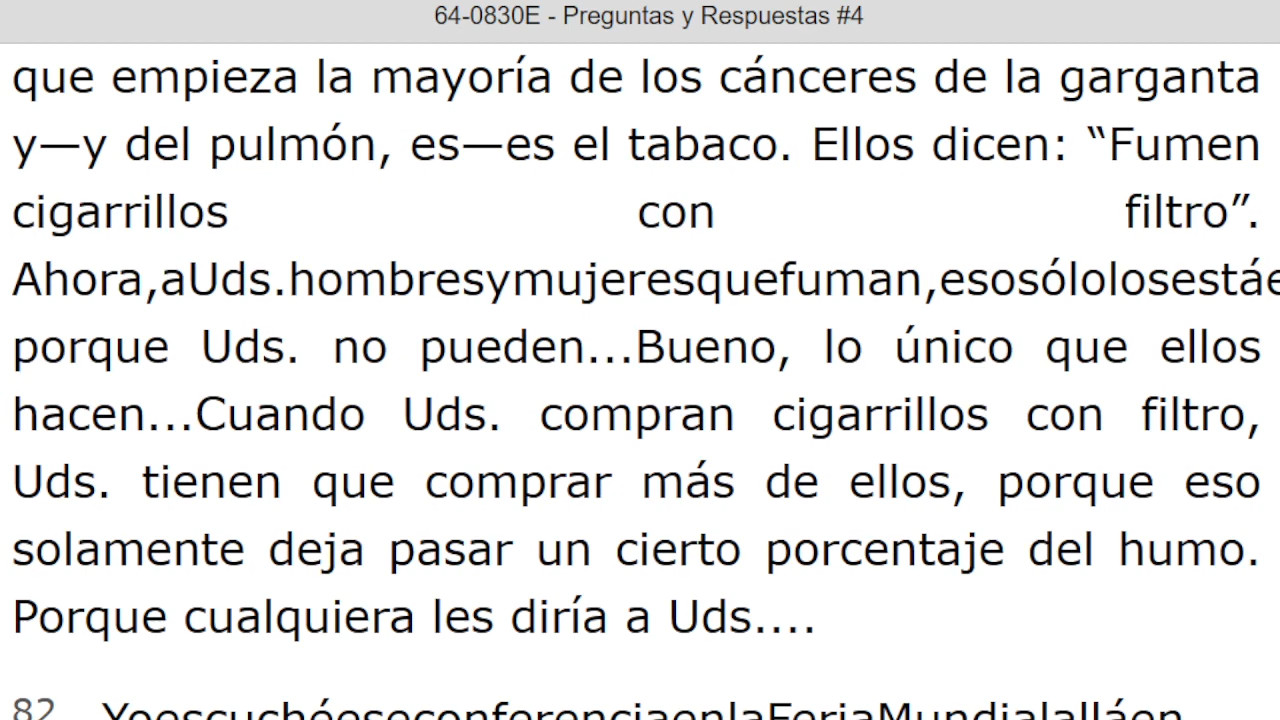 64-0830E - Preguntas y Respuestas #4
que empieza la mayoría de los cánceres de la garganta
y—y del pulmón, es—es el tabaco. Ellos dicen: “Fumen
cigarrillos con filtro”.
Ahora,aUds.hombresymujeresquefuman,esosólolosestáe
porque Uds. no pueden...Bueno, lo único que ellos
hacen...Cuando Uds. compran cigarrillos con filtro,
Uds. tienen que comprar más de ellos, porque eso
solamente deja pasar un cierto porcentaje del humo.
Porque cualquiera les diría a Uds....
82 YoescuchéeseconferenciaenlaFeriaMundialalláen